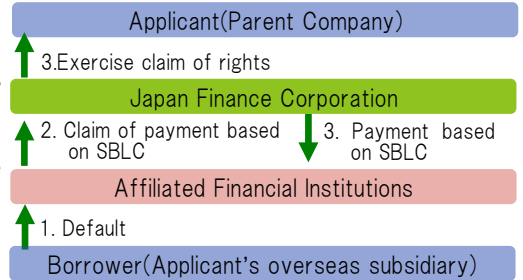 Applicant(Parent Company)
3.Exercise claim of rights
Japan Finance Corporation
2. Claim of payment based
on SBLC
3. Payment based
on SBLC
Affiliated Financial Institutions
1. Default
Borrower(Applicant's overseas subsidiary)